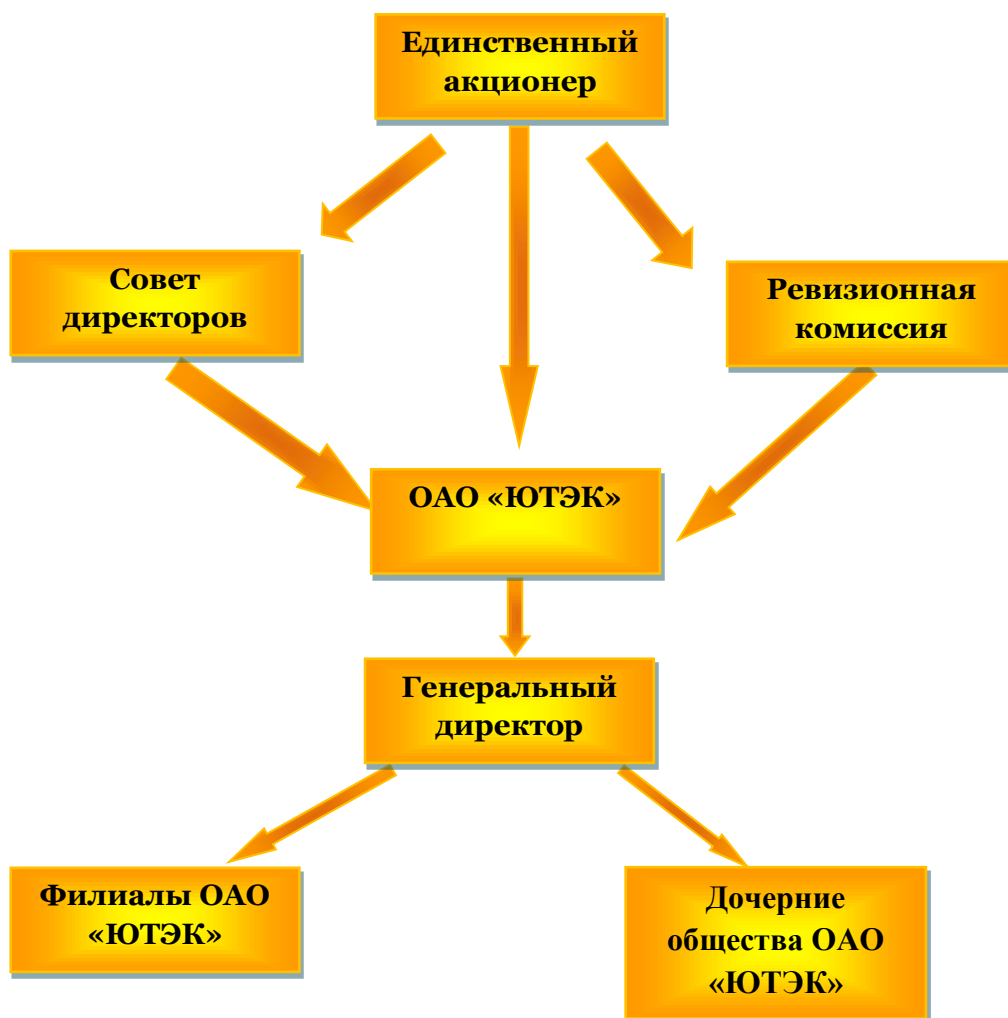 Единственный
акционер
Совет
директоров
Ревизионная
комиссия
ОАО «ЮТЭК»
Генеральный
директор
Филиалы ОАО
«ЮТЭК»
Дочерние
общества ОАО
«ЮТЭК»